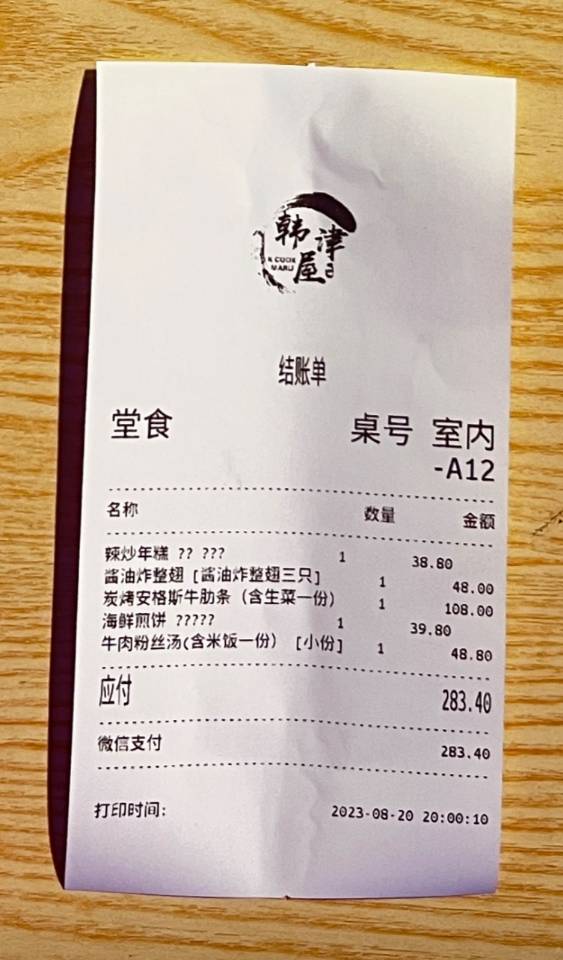 韩津屋
K COOK
MARU
结账单
堂食 桌号 室内
-A12
名称 数量 金额
辣炒年糕 ?? ??? 1 38.80
酱油炸整翅 [酱油炸整翅三只] 1 48.00
炭烤安格斯牛肋条（含生菜一份） 1 108.00
海鲜煎饼 ????? 1 39.80
牛肉粉丝汤(含米饭一份） [小份] 1 48.80
应付 283.40
微信支付 283.40
打印时间: 2023-08-20 20:00:10